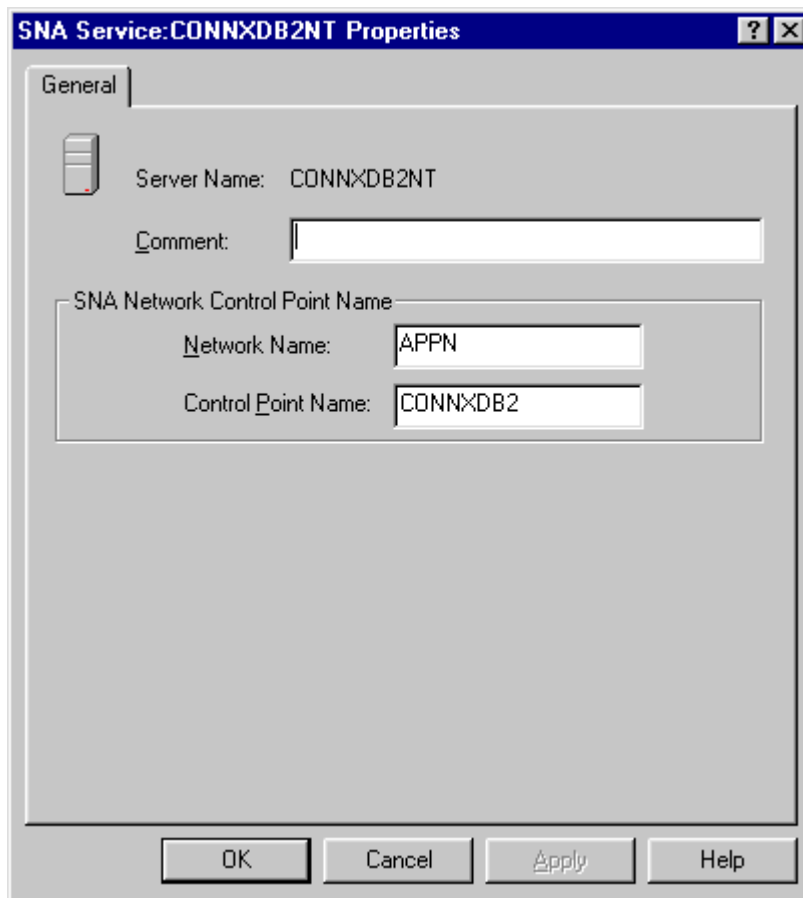 SNA Service:CONNXDB2NT Properties ? X
General
Server Name: CONNXDB2NT
Comment:
SNA Network Control Point Name
Network Name: APPN
Control Point Name: CONNXDB2
OK Cancel Apply Help